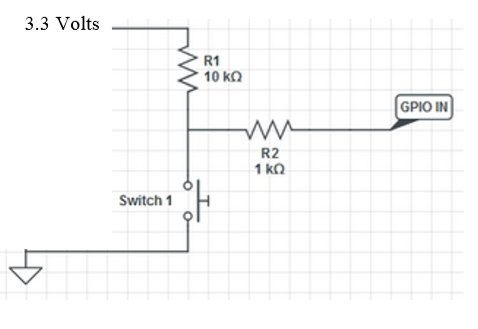 3.3 Volts
R1
10 kΩ
GPIO IN
R2
1 kΩ
Switch 1